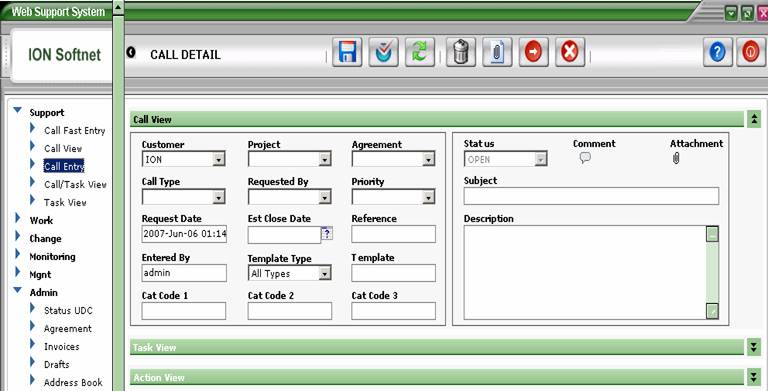 Web Support System
ION Softnet
CALL DETAIL
Support
Call Fast Entry
Call View
Call Entry
Call/Task View
Task View
Work
Change
Monitoring
Mgnt
Admin
Status UDC
Agreement
Invoices
Drafts
Address Book
Call View
Customer Project Agreement
ION
Call Type Requested By Priority
Request Date Est Close Date Reference
2007-Jun-06 01:14
Entered By Template Type Template
admin All Types
Cat Code 1 Cat Code 2 Cat Code 3
Status Comment Attachment
OPEN
Subject
Description
Task View
Action View